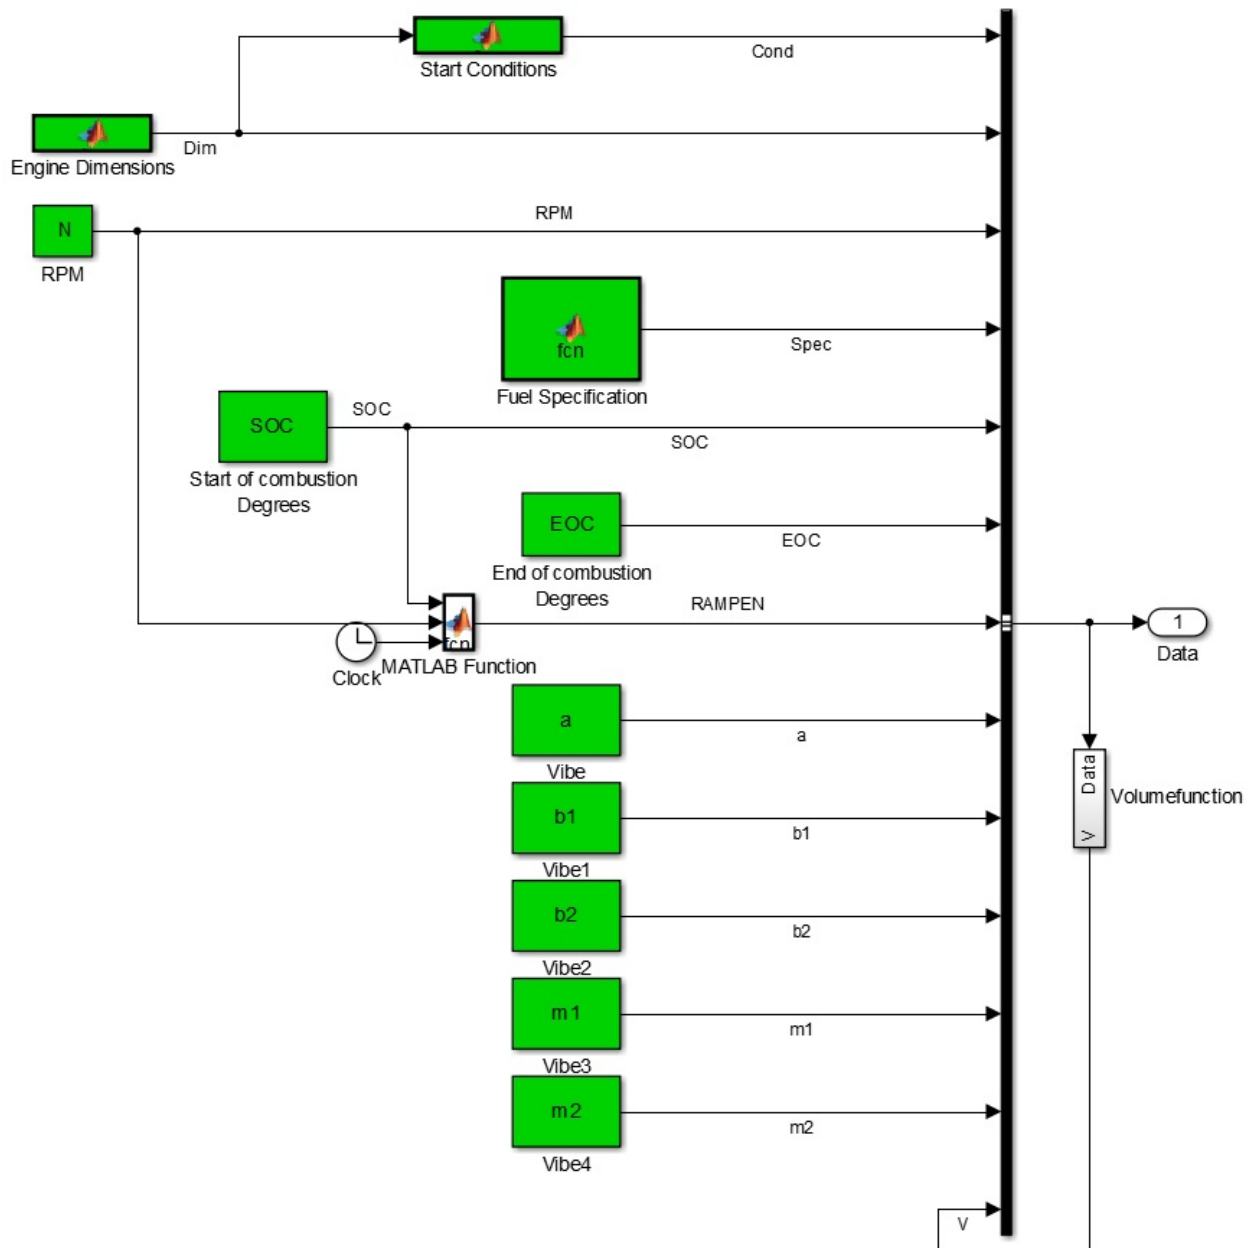 Cond
Start Conditions
Dim
Engine Dimensions
RPM
N
RPM
fcn
Spec
Fuel Specification
SOC
SOC
SOC
Start of combustion
Degrees
EOC
EOC
End of combustion
Degrees
RAMPEN
fcn
MATLAB Function
Clock
1
Data
a
a
Vibe
Data
V
Volumefunction
b1
b1
Vibe1
b2
b2
Vibe2
m1
m1
Vibe3
m2
m2
Vibe4
V